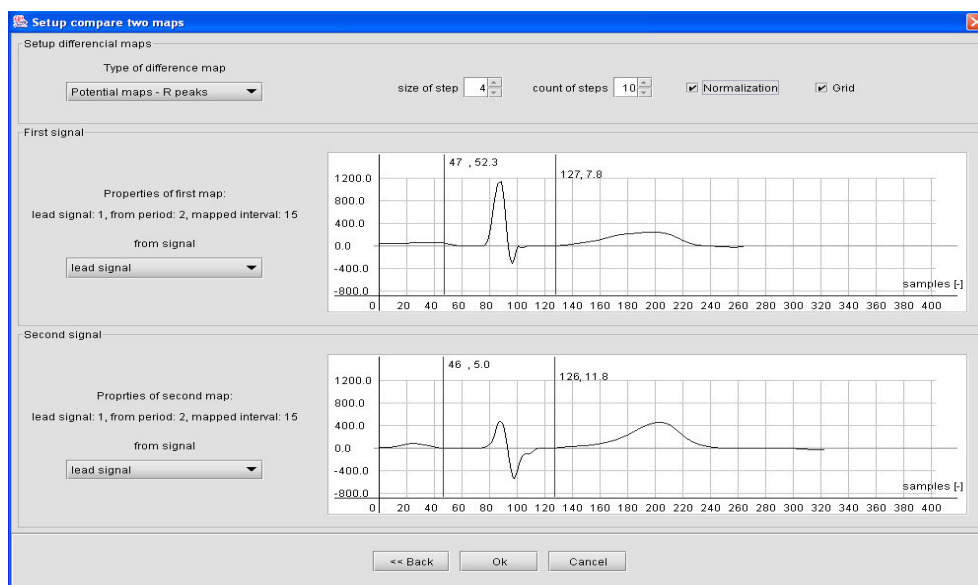 Setup compare two maps
Setup differencial maps
Type of difference map
Potential maps - R peaks
size of step 4 count of steps 10 Normalization Grid
First signal
Properties of first map:
lead signal: 1, from period: 2, mapped interval: 15
from signal
lead signal
47 , 52.3
127, 7.8
1200.0
800.0
400.0
0.0
-400.0
-800.0
samples [-]
0 20 40 60 80 100 120 140 160 180 200 220 240 260 280 300 320 340 360 380 400
Second signal
Proprties of second map:
lead signal: 1, from period: 2, mapped interval: 15
from signal
lead signal
46 , 5.0
126, 11.8
1200.0
800.0
400.0
0.0
-400.0
-800.0
samples [-]
0 20 40 60 80 100 120 140 160 180 200 220 240 260 280 300 320 340 360 380 400
<< Back Ok Cancel